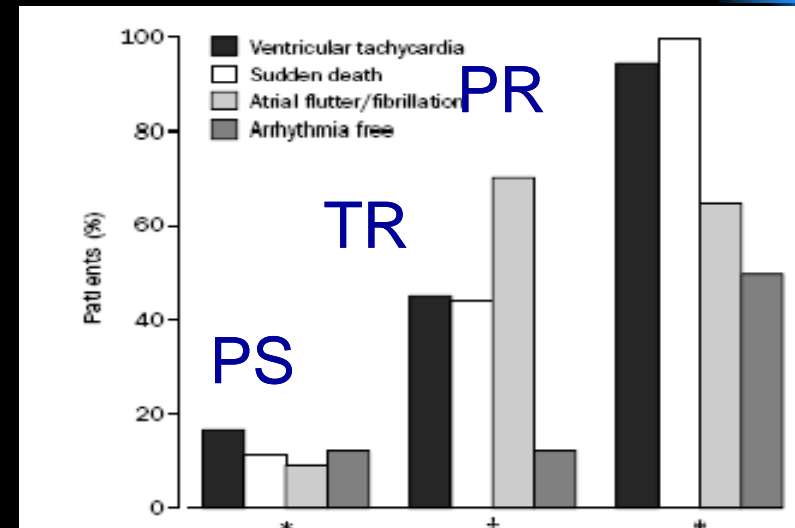 100
80
60
40
20
0
Patients (%)
Ventricular tachycardia
Sudden death
Atrial flutter/fibrillation
Arrhythmia free
PR
TR
PS